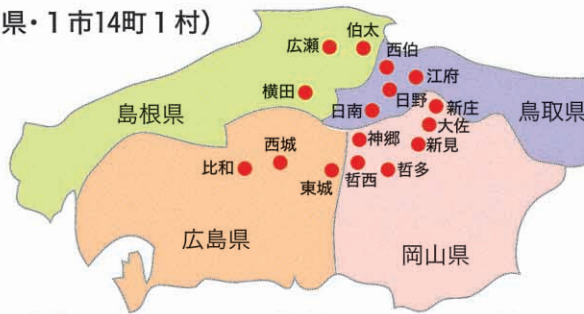 県・1市14町1村)
広瀬
伯太
西伯
江府
横田
日南
日野
新庄
大佐
新見
神郷
哲西
哲多
比和
西城
東城
島根県
鳥取県
広島県
岡山県